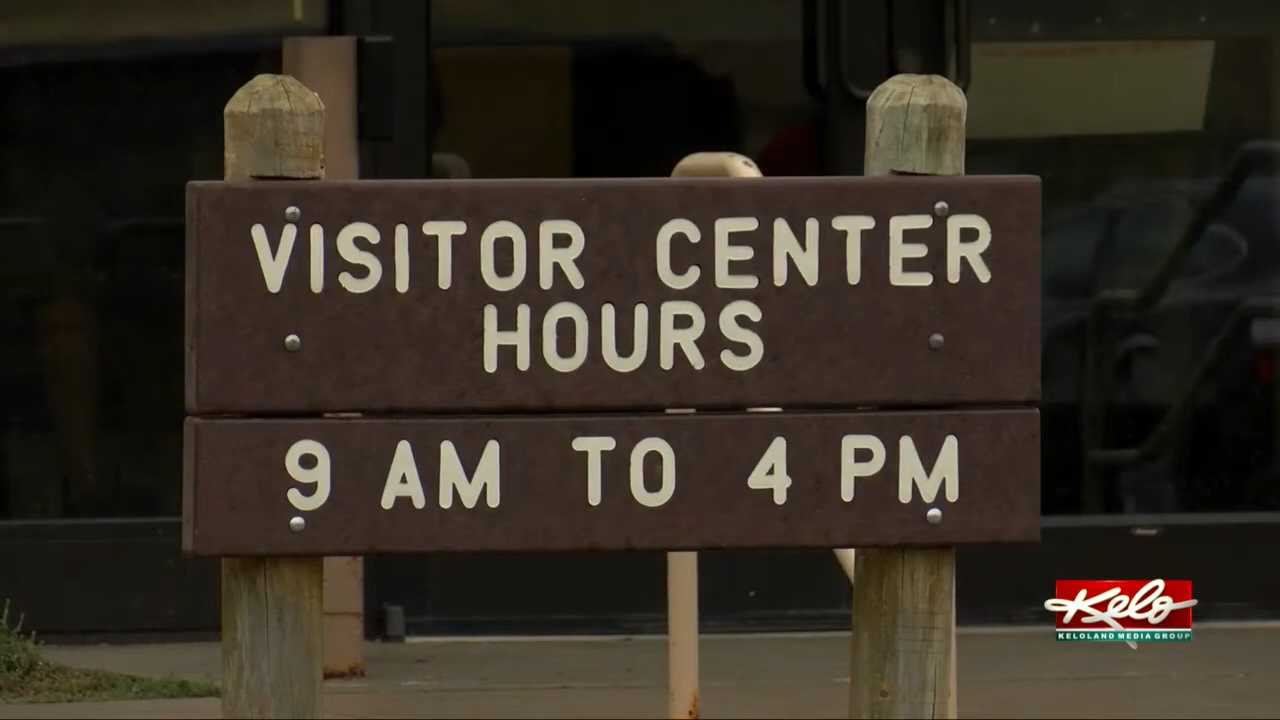 VISITOR CENTER
HOURS
9 AM TO 4 PM
Kelo
KELOLAND MEDIA GROUP